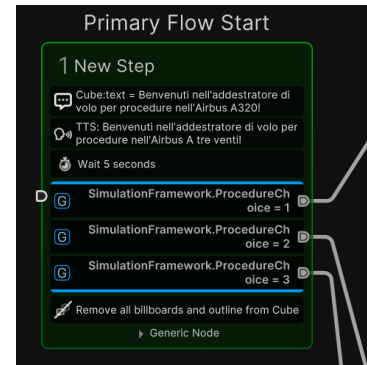 Primary Flow Start
1 New Step
Cube:text = Benvenuti nell'addestratore di
volo per procedure nell'Airbus A320!
TTS: Benvenuti nell'addestratore di volo per
procedure nell'Airbus A tre venti!
Wait 5 seconds
G SimulationFramework.ProcedureCh
oice = 1
G SimulationFramework.ProcedureCh
oice = 2
G SimulationFramework.ProcedureCh
oice = 3
Remove all billboards and outline from Cube
Generic Node